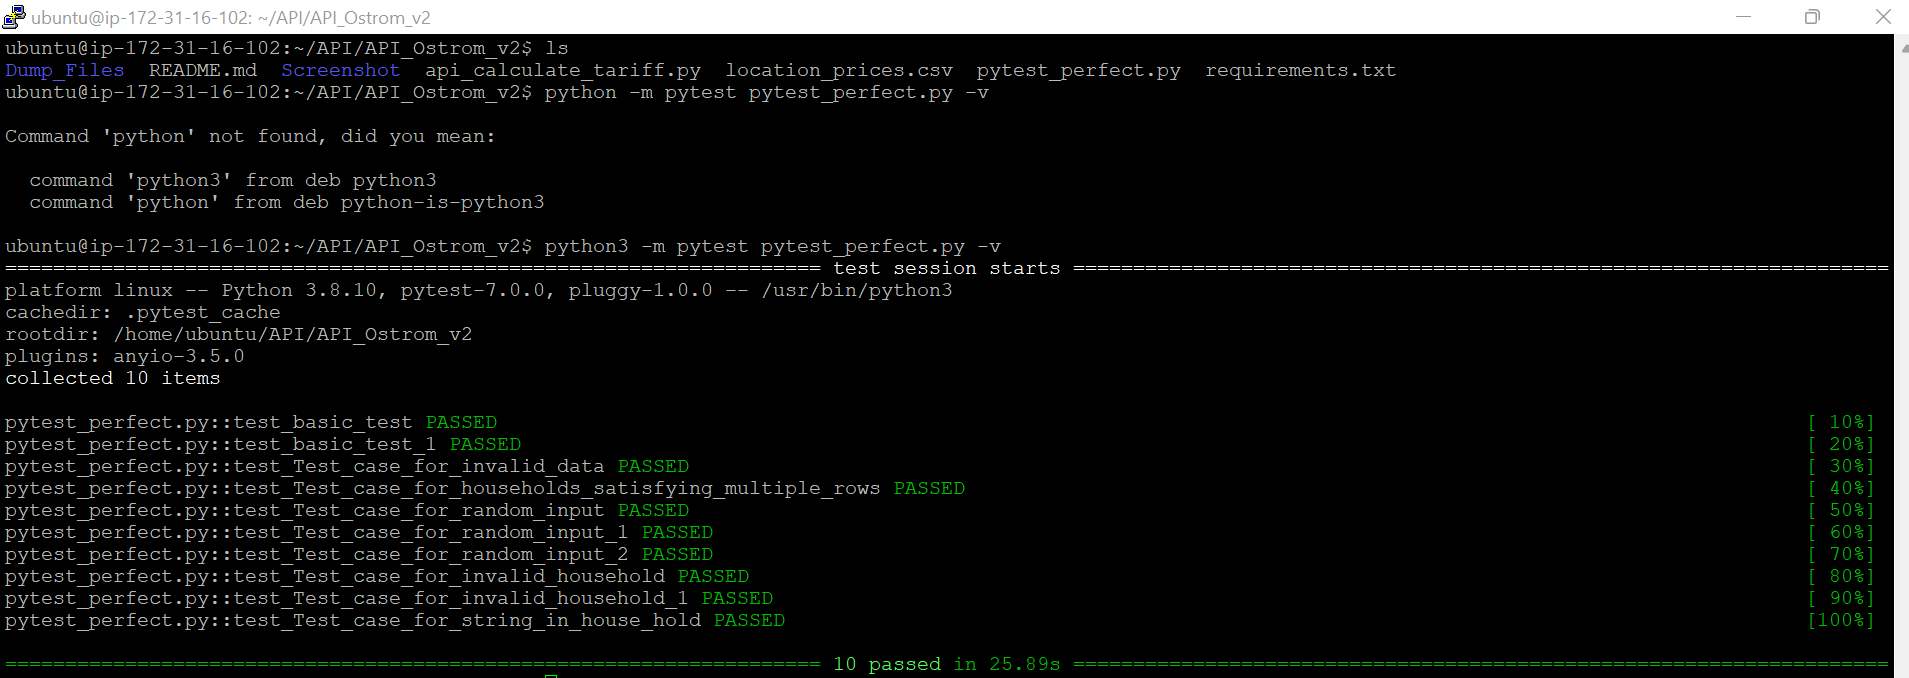 ubuntu@ip-172-31-16-102: ~/API/API_Ostrom_v2
ubuntu@ip-172-31-16-102:~/API/API_Ostrom_v2$ ls
Dump_Files  README.md  Screenshot  api_calculate_tariff.py  location_prices.csv  pytest_perfect.py  requirements.txt
ubuntu@ip-172-31-16-102:~/API/API_Ostrom_v2$ python -m pytest pytest_perfect.py -v
Command 'python' not found, did you mean:
  command 'python3' from deb python3
  command 'python' from deb python-is-python3
ubuntu@ip-172-31-16-102:~/API/API_Ostrom_v2$ python3 -m pytest pytest_perfect.py -v
==================================================================== test session starts ====================================================================
platform linux -- Python 3.8.10, pytest-7.0.0, pluggy-1.0.0 -- /usr/bin/python3
cachedir: .pytest_cache
rootdir: /home/ubuntu/API/API_Ostrom_v2
plugins: anyio-3.5.0
collected 10 items
pytest_perfect.py::test_basic_test PASSED [ 10%]
pytest_perfect.py::test_basic_test_1 PASSED [ 20%]
pytest_perfect.py::test_Test_case_for_invalid_data PASSED [ 30%]
pytest_perfect.py::test_Test_case_for_households_satisfying_multiple_rows PASSED [ 40%]
pytest_perfect.py::test_Test_case_for_random_input PASSED [ 50%]
pytest_perfect.py::test_Test_case_for_random_input_1 PASSED [ 60%]
pytest_perfect.py::test_Test_case_for_random_input_2 PASSED [ 70%]
pytest_perfect.py::test_Test_case_for_invalid_household PASSED [ 80%]
pytest_perfect.py::test_Test_case_for_invalid_household_1 PASSED [ 90%]
pytest_perfect.py::test_Test_case_for_string_in_house_hold PASSED [100%]
==================================================================== 10 passed in 25.89s ====================================================================